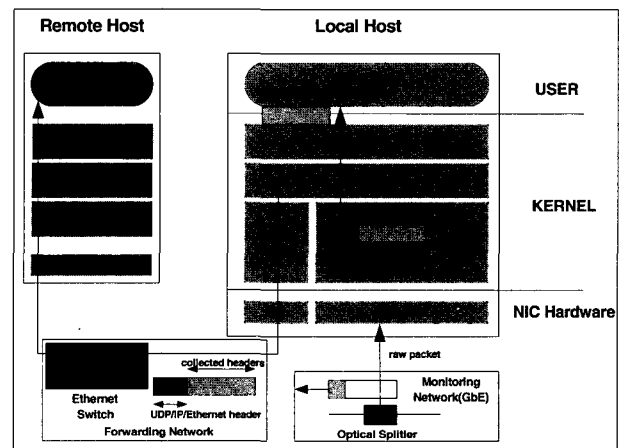 Remote Host
Local Host
USER
KERNEL
NIC Hardware
raw packet
collected headers
Ethernet
Switch
UDP/IP/Ethernet header
Forwarding Network
Monitoring
Network(GbE)
Optical Splitter